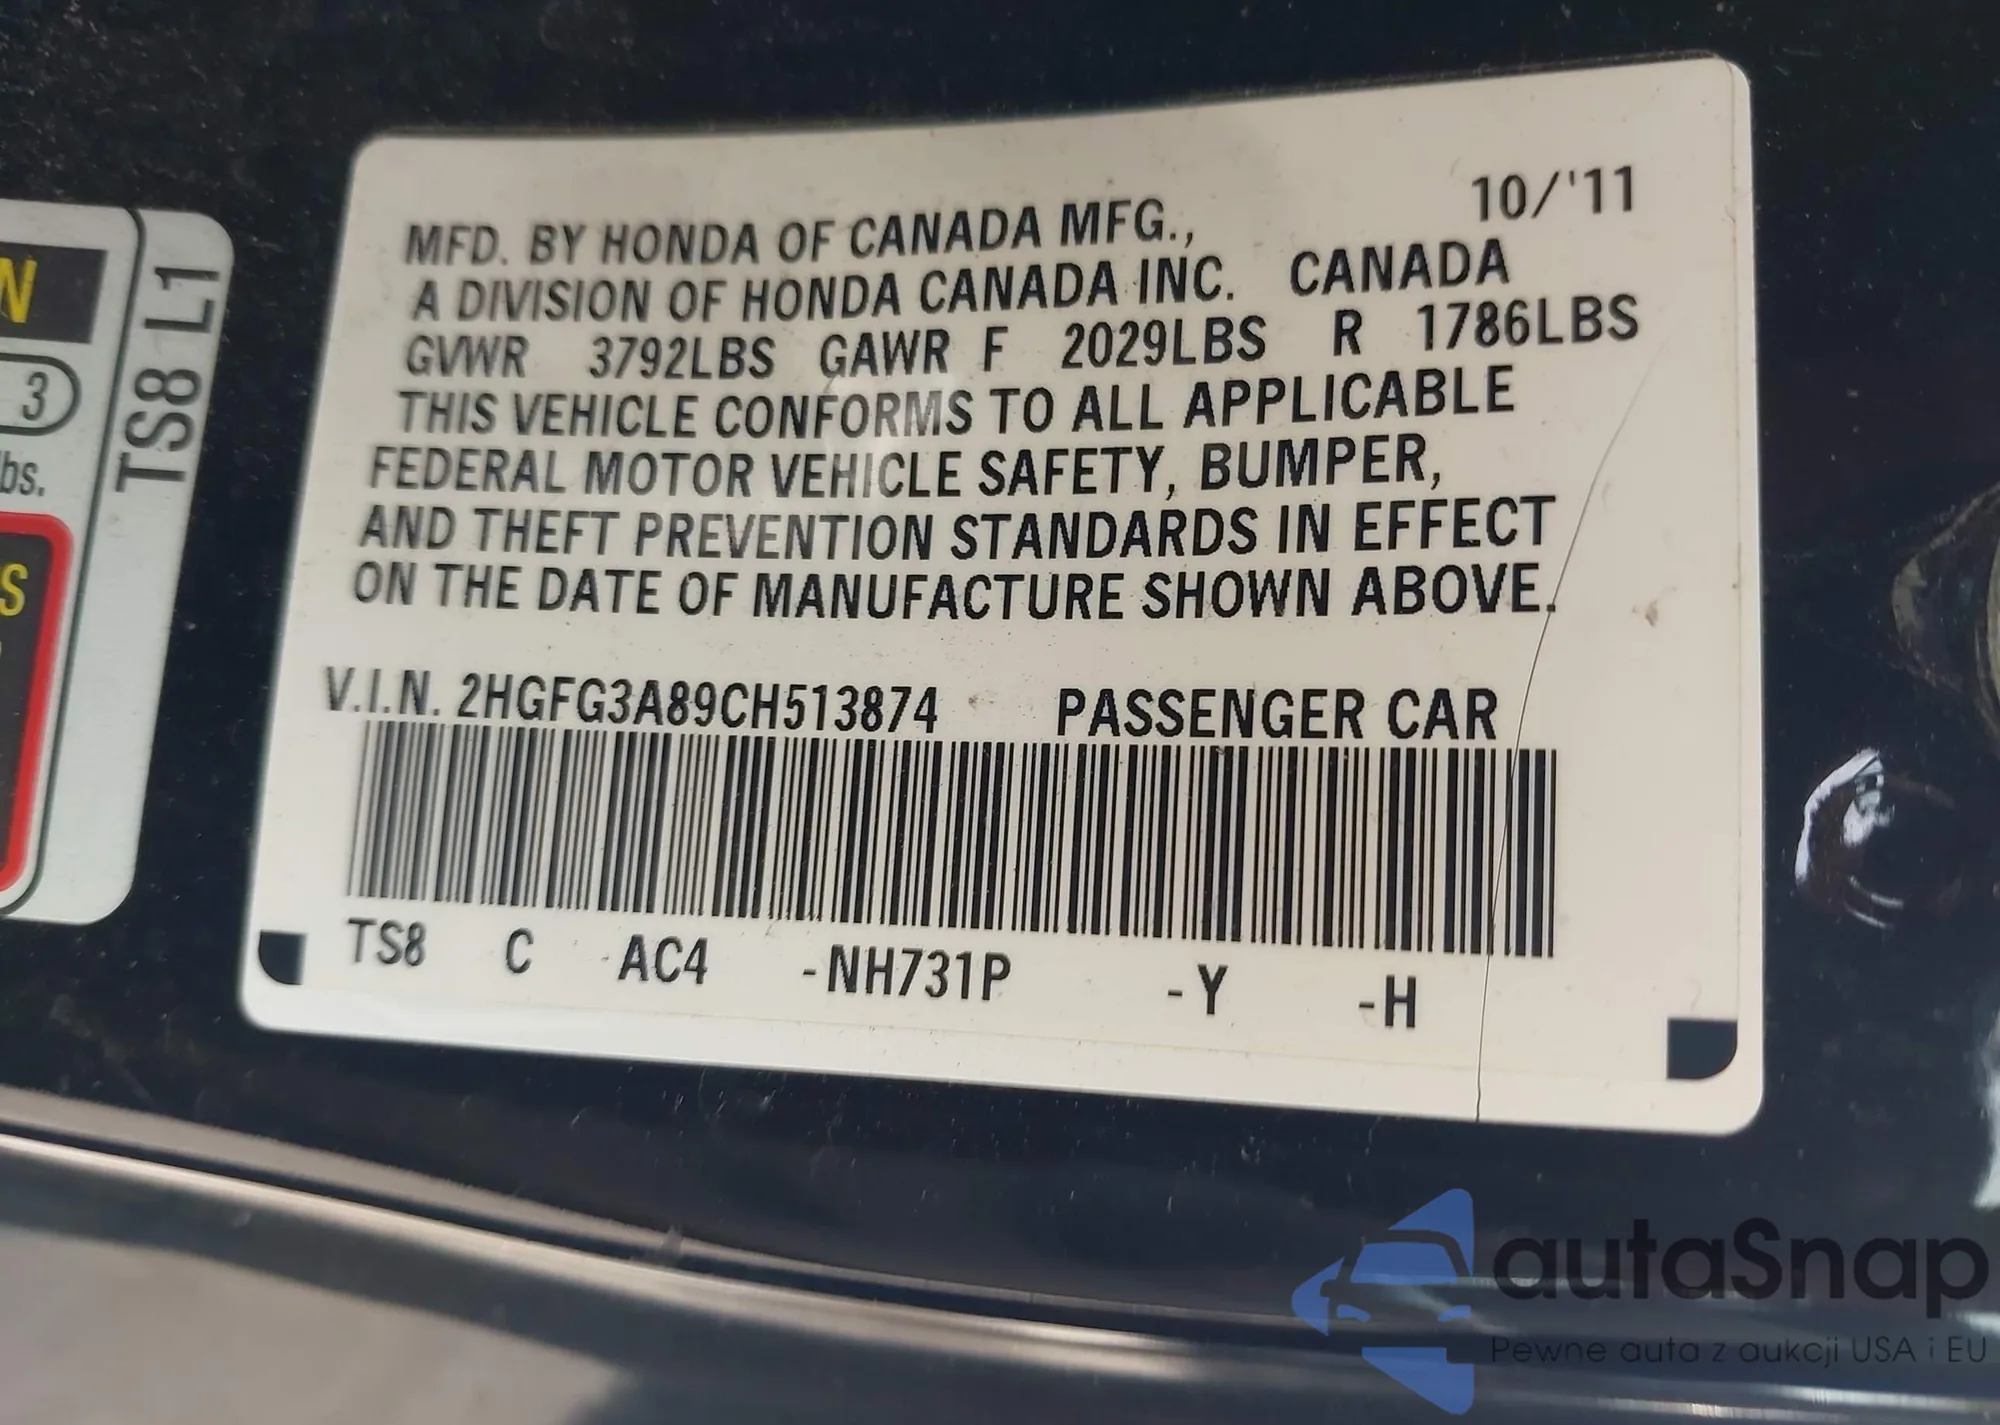 10/'11
MFD. BY HONDA OF CANADA MFG.,
A DIVISION OF HONDA CANADA INC. CANADA
GVWR 3792LBS GAWR F 2029LBS R 1786LBS
THIS VEHICLE CONFORMS TO ALL APPLICABLE
FEDERAL MOTOR VEHICLE SAFETY, BUMPER,
AND THEFT PREVENTION STANDARDS IN EFFECT
ON THE DATE OF MANUFACTURE SHOWN ABOVE.
V.I.N. 2HGFG3A89CH513874 PASSENGER CAR
TS8 C AC4 -NH731P -Y -H
TS8 L1
N
3
lbs.
S
autaSnap
Pewne auta z aukcji USA i EU